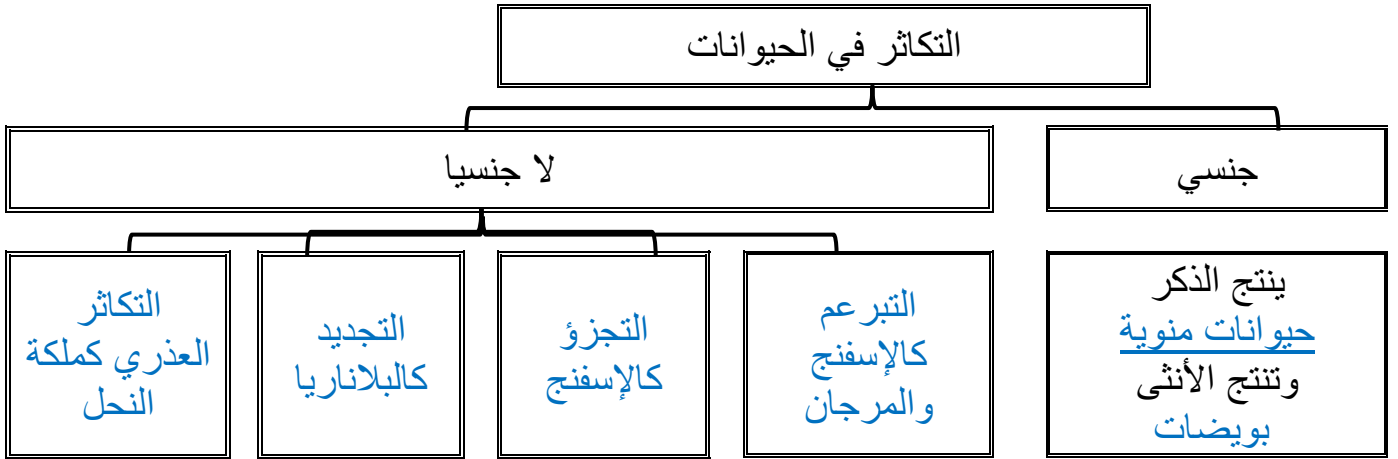 التكاثر في الحيوانات
جنسي
لا جنسيا
ينتج الذكر
حيوانات منوية
وتنتج الأنثى
بويضات
التبرعم
كالإسفنج
والمرجان
التجزؤ
كالإسفنج
التجديد
كالبلاناريا
التكاثر
العذري كملكة
النحل